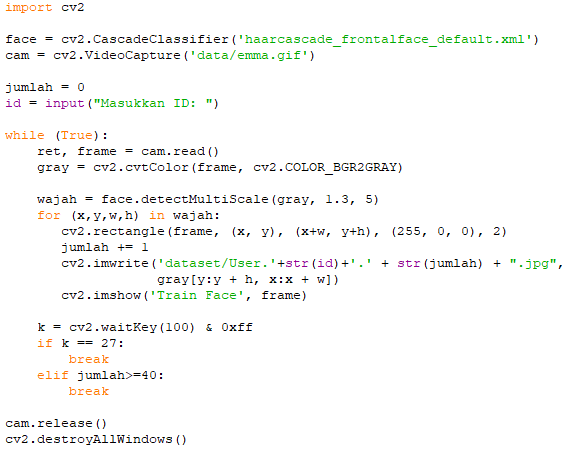 import cv2

face = cv2.CascadeClassifier('haarcascade_frontalface_default.xml')
cam = cv2.VideoCapture('data/emma.gif')

jumlah = 0
id = input("Masukkan ID: ")

while (True):
    ret, frame = cam.read()
    gray = cv2.cvtColor(frame, cv2.COLOR_BGR2GRAY)

    wajah = face.detectMultiScale(gray, 1.3, 5)
    for (x,y,w,h) in wajah:
       cv2.rectangle(frame, (x, y), (x+w, y+h), (255, 0, 0), 2)
       jumlah += 1
       cv2.imwrite('dataset/User.'+str(id)+'.' + str(jumlah) + ".jpg",
                   gray[y:y + h, x:x + w])
       cv2.imshow('Train Face', frame)

    k = cv2.waitKey(100) & 0xff
    if k == 27:
        break
    elif jumlah>=40:
        break

cam.release()
cv2.destroyAllWindows()